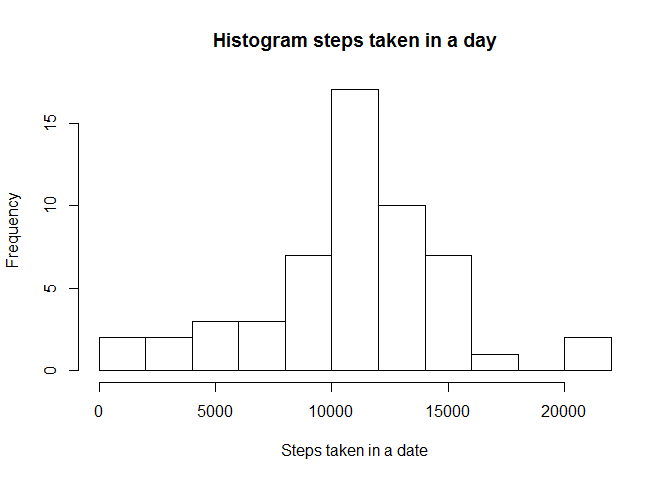 Histogram steps taken in a day
Frequency
15
10
5
0
0 5000 10000 15000 20000
Steps taken in a date